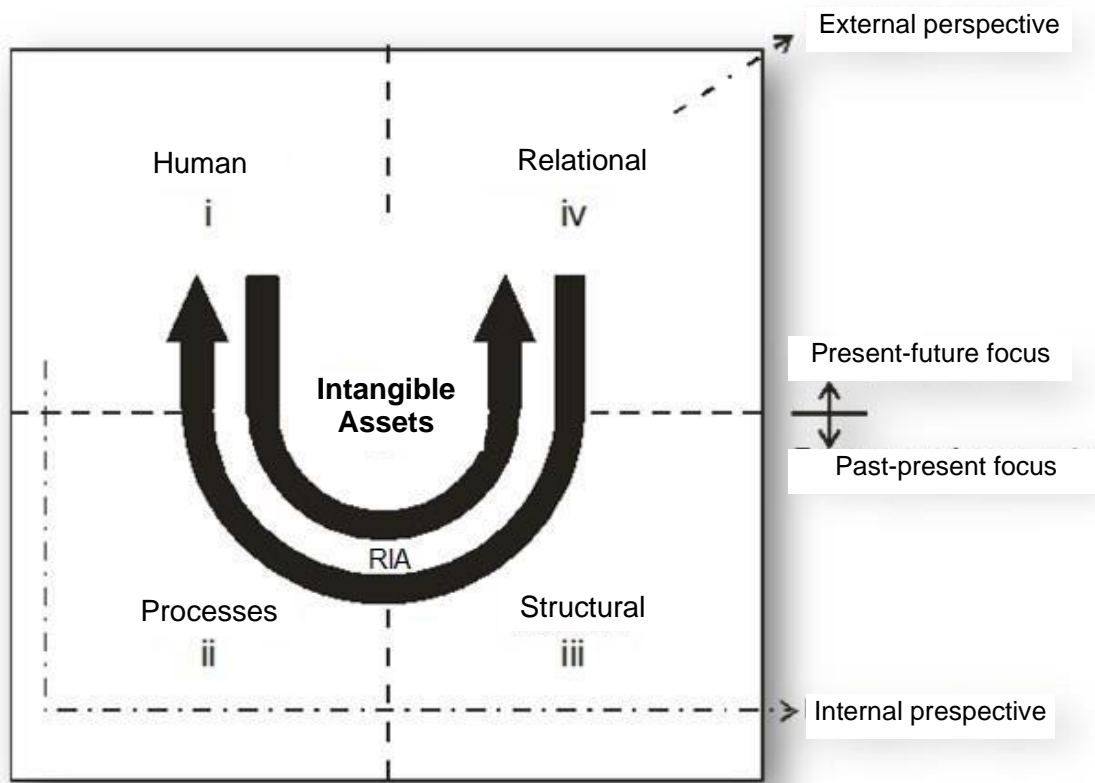 External perspective
Human
Relational
i
iv
Present-future focus
Intangible
Assets
Past-present focus
RIA
Processes
Structural
ii
iii
Internal prespective